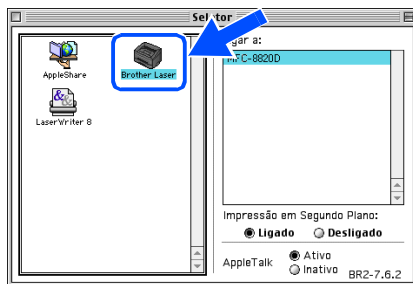 Seletor
Ligar a:
AppleShare
Brother Laser
MFC-8820D
LaserWriter 8
Impressão em Segundo Plano:
Ligado
Desligado
AppleTalk
Ativo
Inativo
BR2-7.6.2